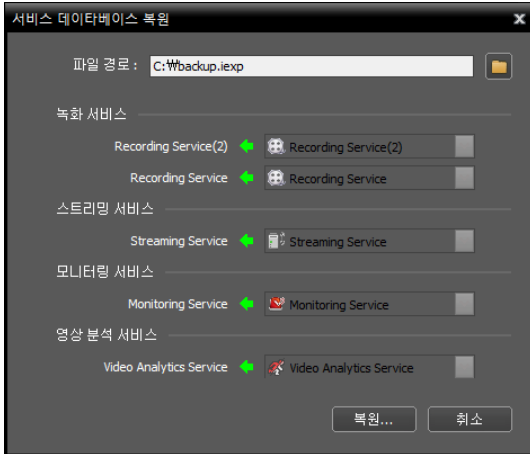 서비스 데이터베이스 복원
파일 경로 : C:₩backup.iexp
녹화 서비스
Recording Service(2) Recording Service(2)
Recording Service Recording Service
스트리밍 서비스
Streaming Service Streaming Service
모니터링 서비스
Monitoring Service Monitoring Service
영상 분석 서비스
Video Analytics Service Video Analytics Service
복원... 취소